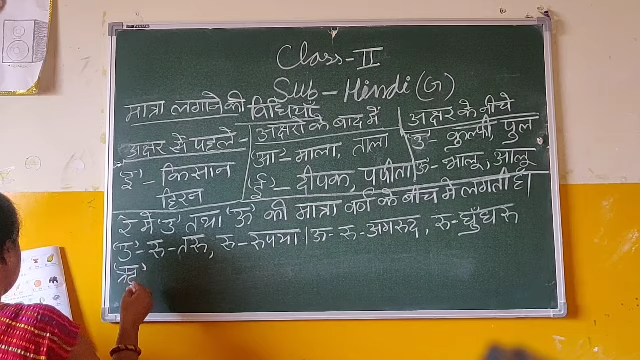 Class-II
Sub-Hindi (G)
मात्रा लगाने की विधियाँ
अक्षर से पहले- अक्षरों के बाद में अक्षर के नीचे
'इ'- किसान 'आ'- माला, ताला 'उ'- कुल्फी, पुल
हिरन 'ई'- दीपक, पपीता 'ऊ'- भालू, आलू
र में 'उ' तथा 'ऊ' की मात्रा वर्ण के बीच में लगती है।
'उ'- रु-तरु, रु-रुपया। ऊ- रु- अगरुद, रु-घुँघरु
'ऋ'